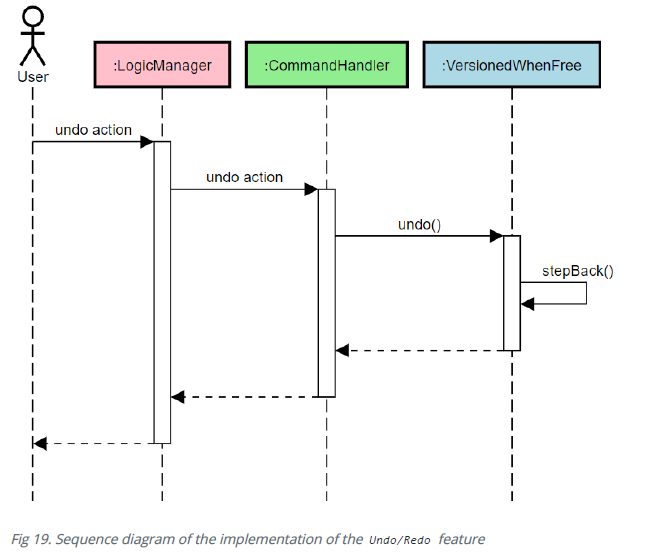 User
:LogicManager
:CommandHandler
:VersionedWhenFree
undo action
undo action
undo()
stepBack()
Fig 19. Sequence diagram of the implementation of the Undo/Redo feature